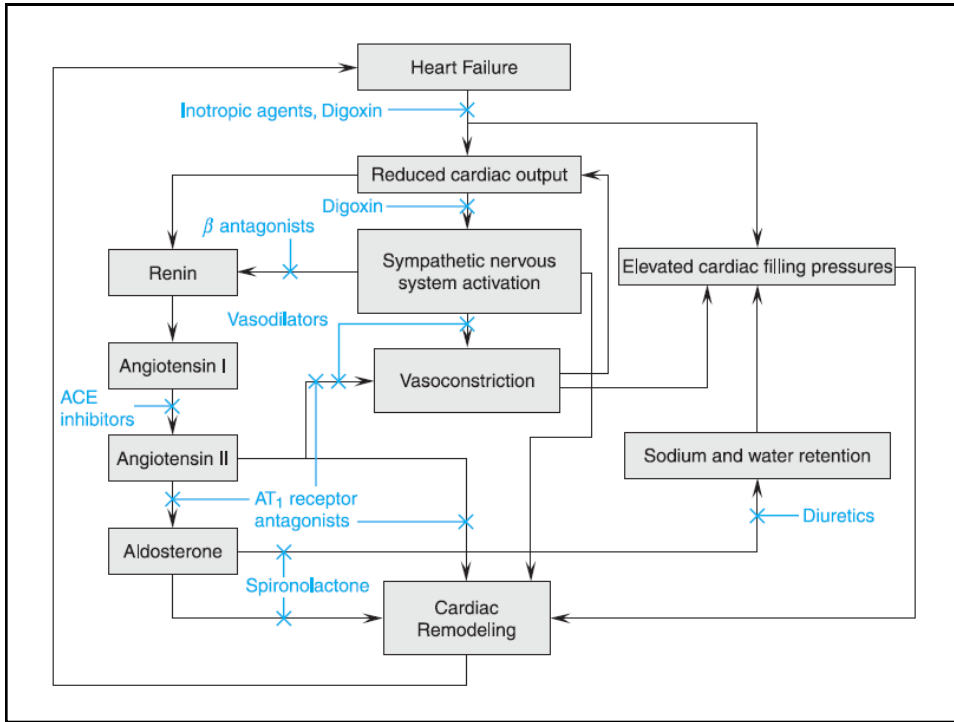 Heart Failure
Inotropic agents, Digoxin
Reduced cardiac output
Digoxin
β antagonists
Renin
Sympathetic nervous
system activation
Elevated cardiac filling pressures
Vasodilators
Angiotensin I
Vasoconstriction
ACE
inhibitors
Angiotensin II
Sodium and water retention
AT₁ receptor
antagonists
Diuretics
Aldosterone
Spironolactone
Cardiac
Remodeling